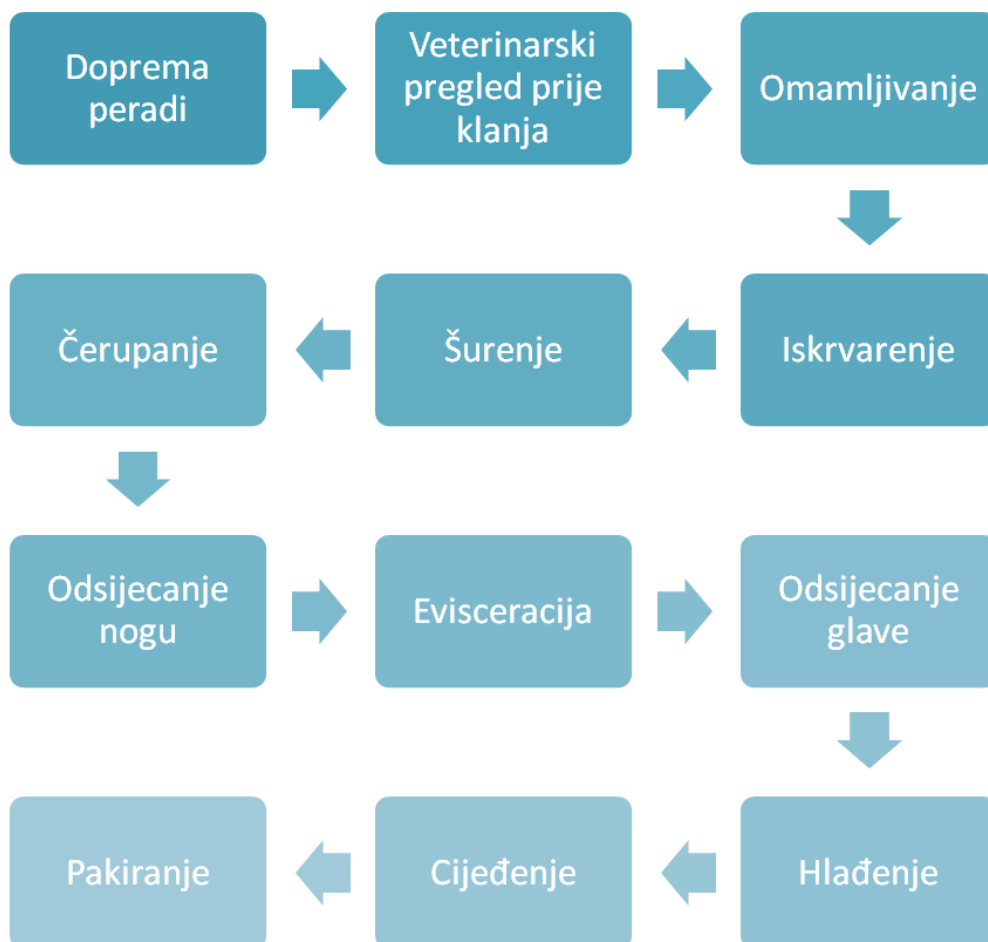 Doprema
peradi
Veterinarski
pregled prije
klanja
Omamljivanje
Iskrvarenje
Šurenje
Čerupanje
Odsijecanje
nogu
Evisceracija
Odsijecanje
glave
Hlađenje
Cijeđenje
Pakiranje